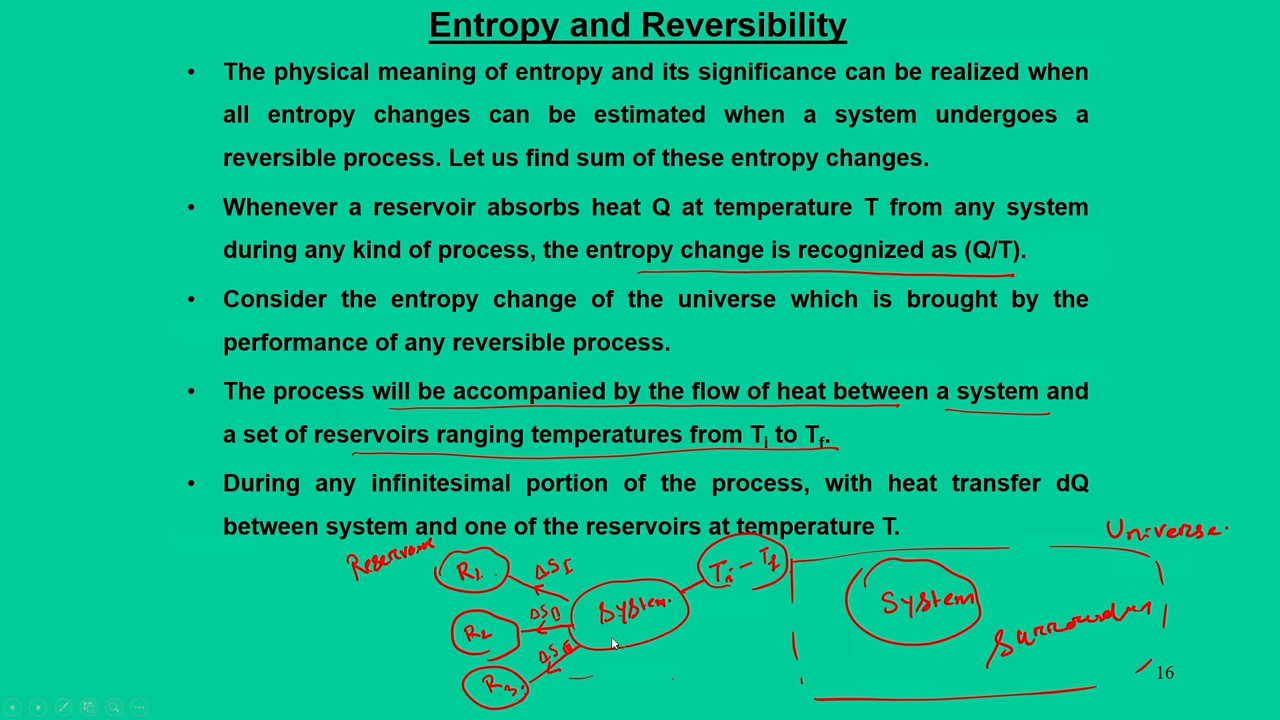 Entropy and Reversibility
• The physical meaning of entropy and its significance can be realized when
all entropy changes can be estimated when a system undergoes a
reversible process. Let us find sum of these entropy changes.
• Whenever a reservoir absorbs heat Q at temperature T from any system
during any kind of process, the entropy change is recognized as (Q/T).
• Consider the entropy change of the universe which is brought by the
performance of any reversible process.
• The process will be accompanied by the flow of heat between a system and
a set of reservoirs ranging temperatures from Ti to Tf.
• During any infinitesimal portion of the process, with heat transfer dQ
between system and one of the reservoirs at temperature T.
Universe.
R1 ΔSI Ti - Tf
System. System
R2 ΔSII
ΔSIII
R3
16